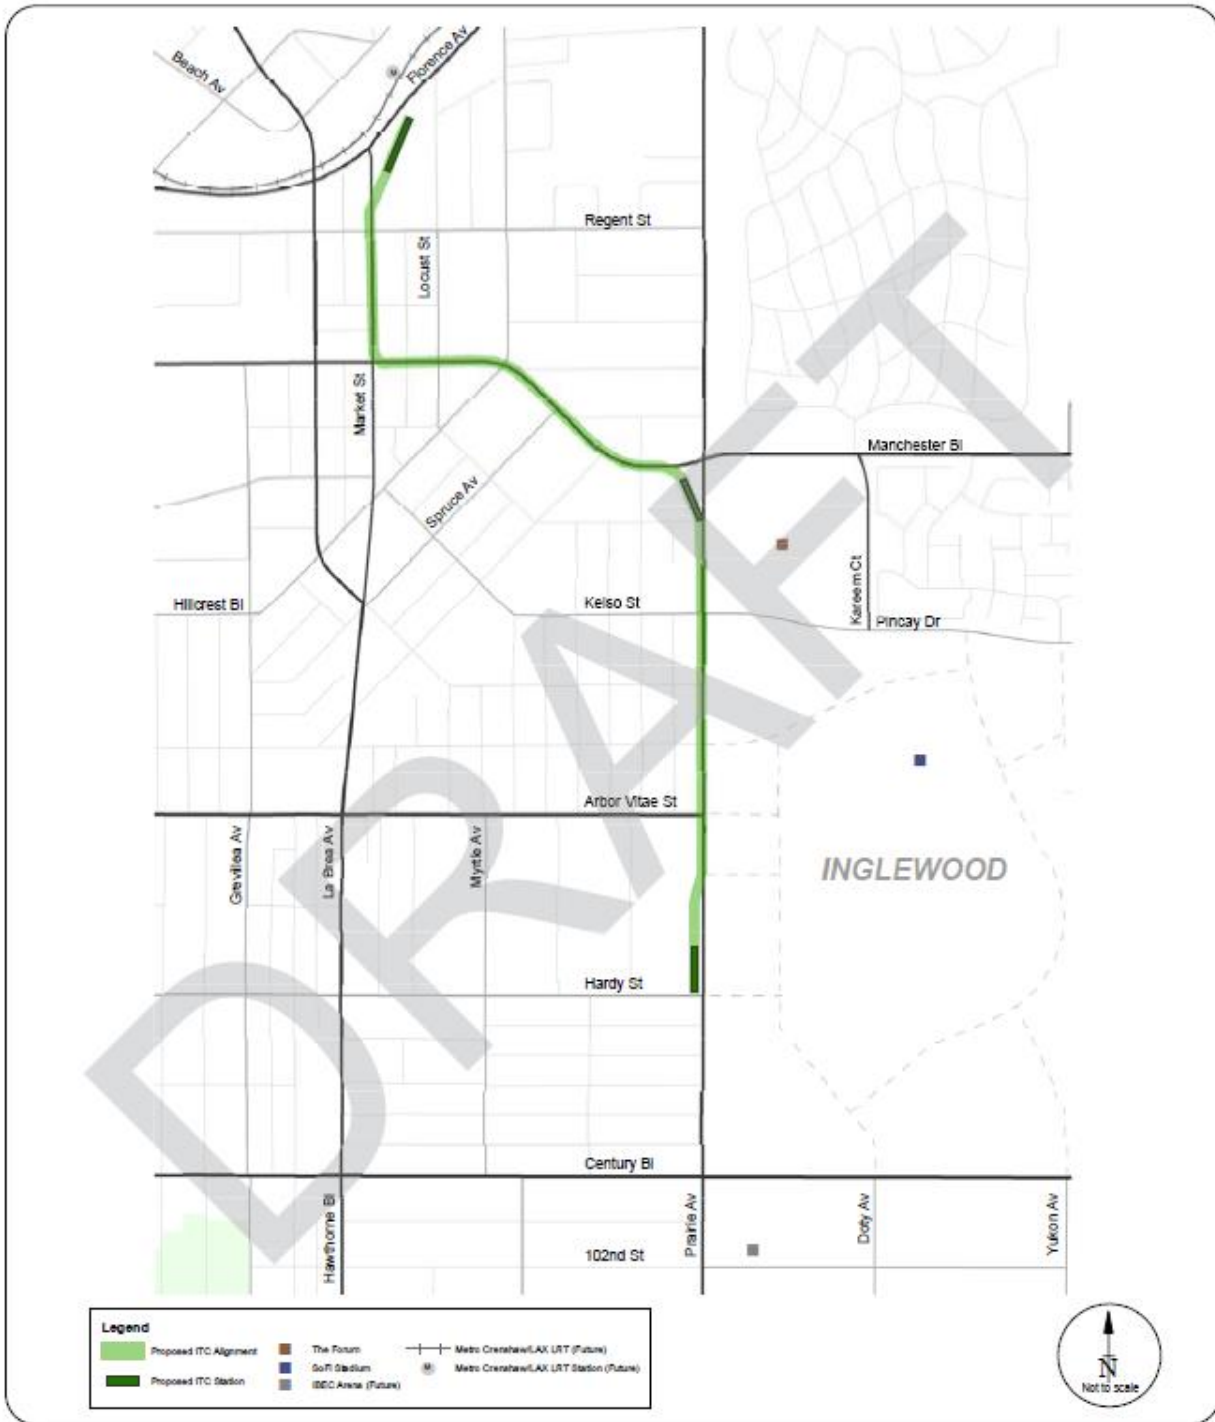 Beach Av
Florence Av
M
Regent St
Locust St
Market St
Manchester Bl
Spruce Av
Kareem Ct
Hillcrest Bl
Kelso St
Pincay Dr
Arbor Vitae St
Grevillea Av
La Brea Av
Myrtle Av
INGLEWOOD
Hardy St
Century Bl
Hawthorne Bl
Prairie Av
Doty Av
Yukon Av
102nd St
DRAFT
Legend
Proposed ITC Alignment
Proposed ITC Station
The Forum
SoFi Stadium
IBEC Arena (Future)
Metro Crenshaw/LAX LRT (Future)
M
Metro Crenshaw/LAX LRT Station (Future)
N
Not to scale